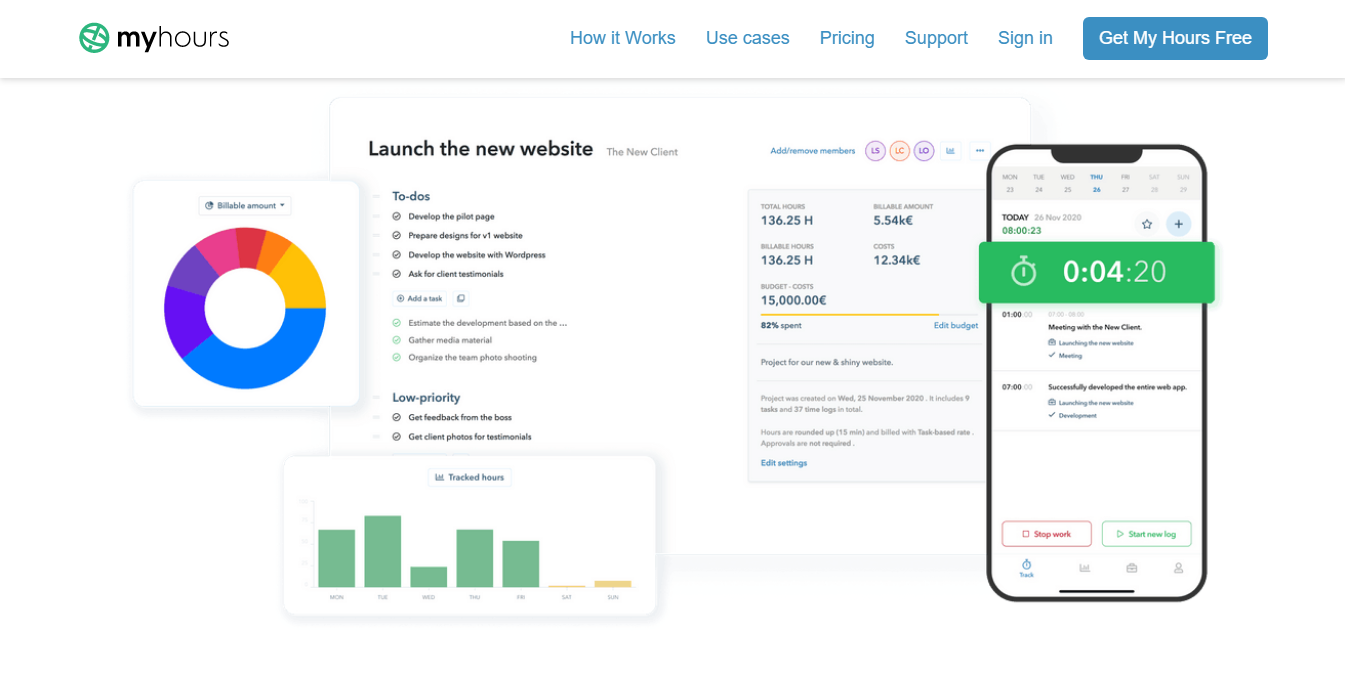 myhours
How it Works Use cases Pricing Support Sign in Get My Hours Free
Launch the new website The New Client
Add/remove members LS LC LO
Billable amount
To-dos
Develop the pilot page
Prepare designs for v1 website
Develop the website with Wordpress
Ask for client testimonials
Add a task
Estimate the development based on the ...
Gather media material
Organize the team photo shooting
Low-priority
Get feedback from the boss
Get client photos for testimonials
Tracked hours
MON TUE WED THU FRI SAT SUN
TOTAL HOURS BILLABLE AMOUNT
136.25 H 5.54k€
BILLABLE HOURS COSTS
136.25 H 12.34k€
BUDGET - COSTS
15,000.00€
82% spent Edit budget
Project for our new & shiny website.
Project was created on Wed, 25 November 2020 . It includes 9
tasks and 37 time logs in total.
Hours are rounded up (15 min) and billed with Task-based rate .
Approvals are not required .
Edit settings
MON TUE WED THU FRI SAT SUN
23 24 25 26 27 28 29
TODAY 26 Nov 2020
08:00:23
0:04:20
01:00:00 07:00 - 08:00
Meeting with the New Client.
Launching the new website
Meeting
07:00:00 Successfully developed the entire web app.
Launching the new website
Development
Stop work Start new log
Track